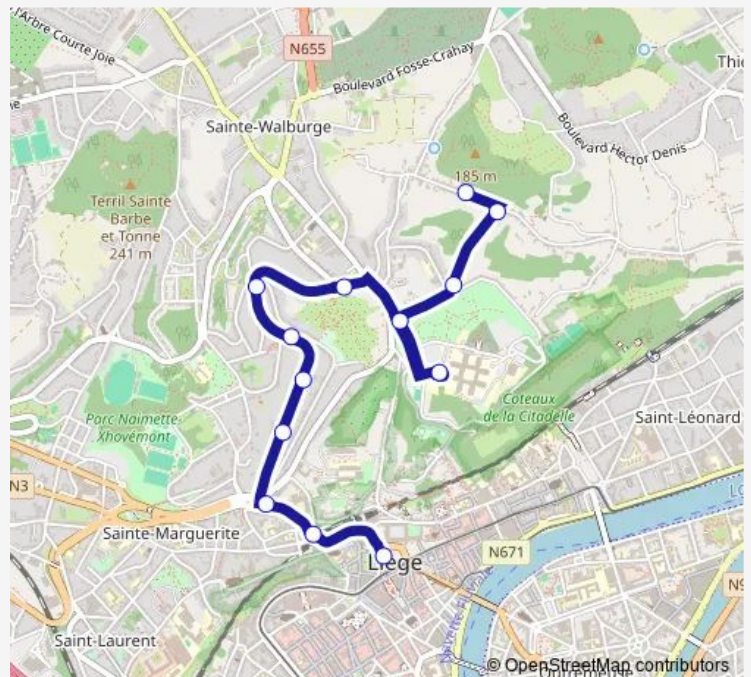 l'Arbre Courte Joie
N655
Boulevard Fosse-Crahay
Thie
Sainte-Walburge
Boulevard Hector Denis
185 m
Terril Sainte
Barbe
et Tonne
241 m
Parc Naimette-
Xhovémont
Coteaux
de la Citadelle
Saint-Léonard
N3
Sainte-Marguerite
N671
Liège
Saint-Laurent
© OpenStreetMap contributors